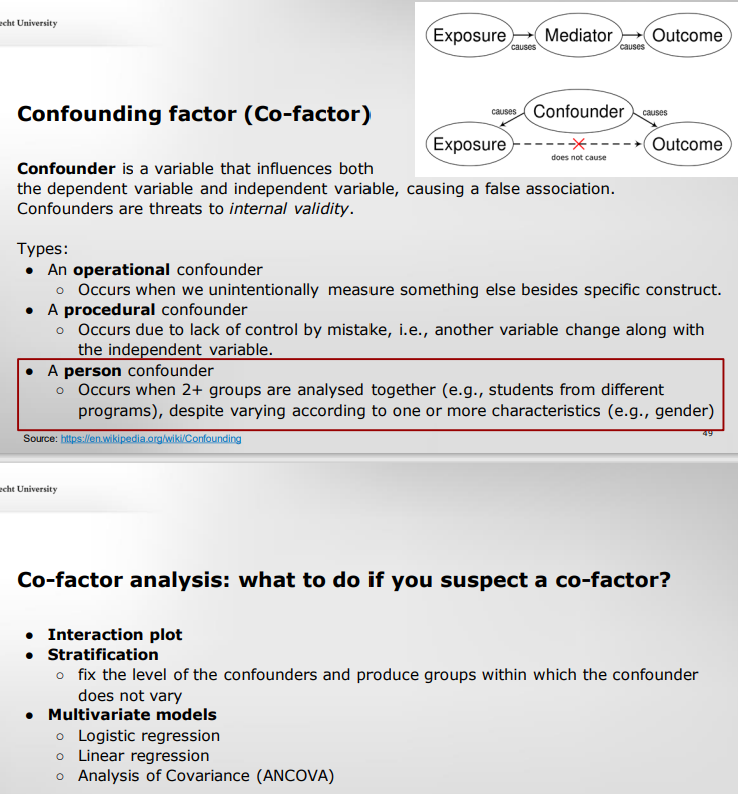 echt University
Exposure causes Mediator causes Outcome
Confounding factor (Co-factor)
causes Confounder causes
Exposure Outcome
does not cause
Confounder is a variable that influences both
the dependent variable and independent variable, causing a false association.
Confounders are threats to internal validity.
Types:
● An operational confounder
○ Occurs when we unintentionally measure something else besides specific construct.
● A procedural confounder
○ Occurs due to lack of control by mistake, i.e., another variable change along with
the independent variable.
● A person confounder
○ Occurs when 2+ groups are analysed together (e.g., students from different
programs), despite varying according to one or more characteristics (e.g., gender)
Source: https://en.wikipedia.org/wiki/Confounding
49
echt University
Co-factor analysis: what to do if you suspect a co-factor?
● Interaction plot
● Stratification
○ fix the level of the confounders and produce groups within which the confounder
does not vary
● Multivariate models
○ Logistic regression
○ Linear regression
○ Analysis of Covariance (ANCOVA)